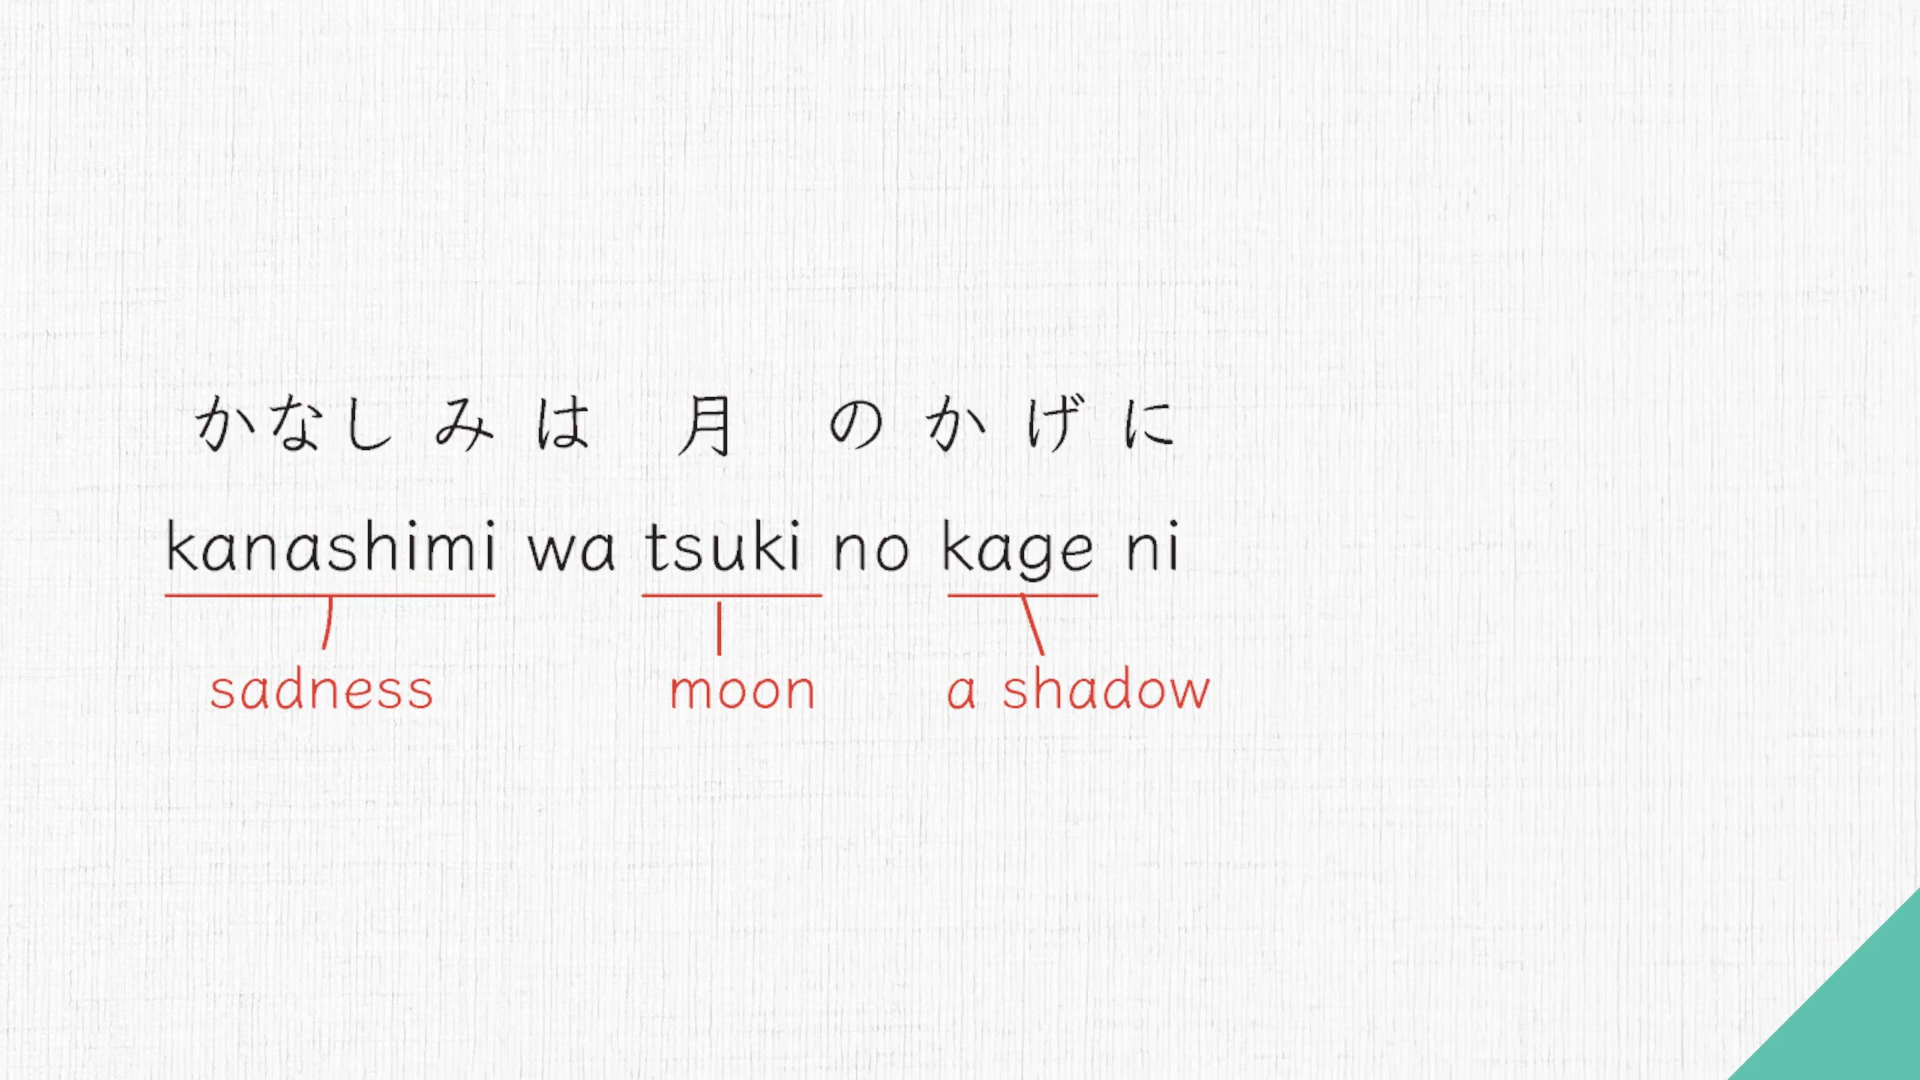 かなしみは 月 のかげに
kanashimi wa tsuki no kage ni
sadness moon a shadow